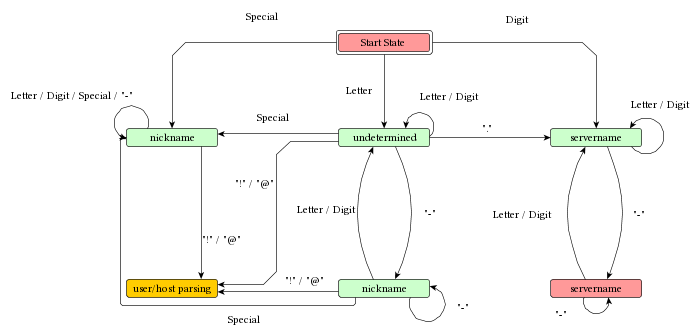 Special
Digit
Start State
Letter
Letter / Digit / Special / "-"
Letter / Digit
Letter / Digit
Special
"."
nickname
undetermined
servername
"!" / "@"
Letter / Digit
"-"
Letter / Digit
"-"
"!" / "@"
"!" / "@"
user/host parsing
nickname
servername
"-"
"-"
Special